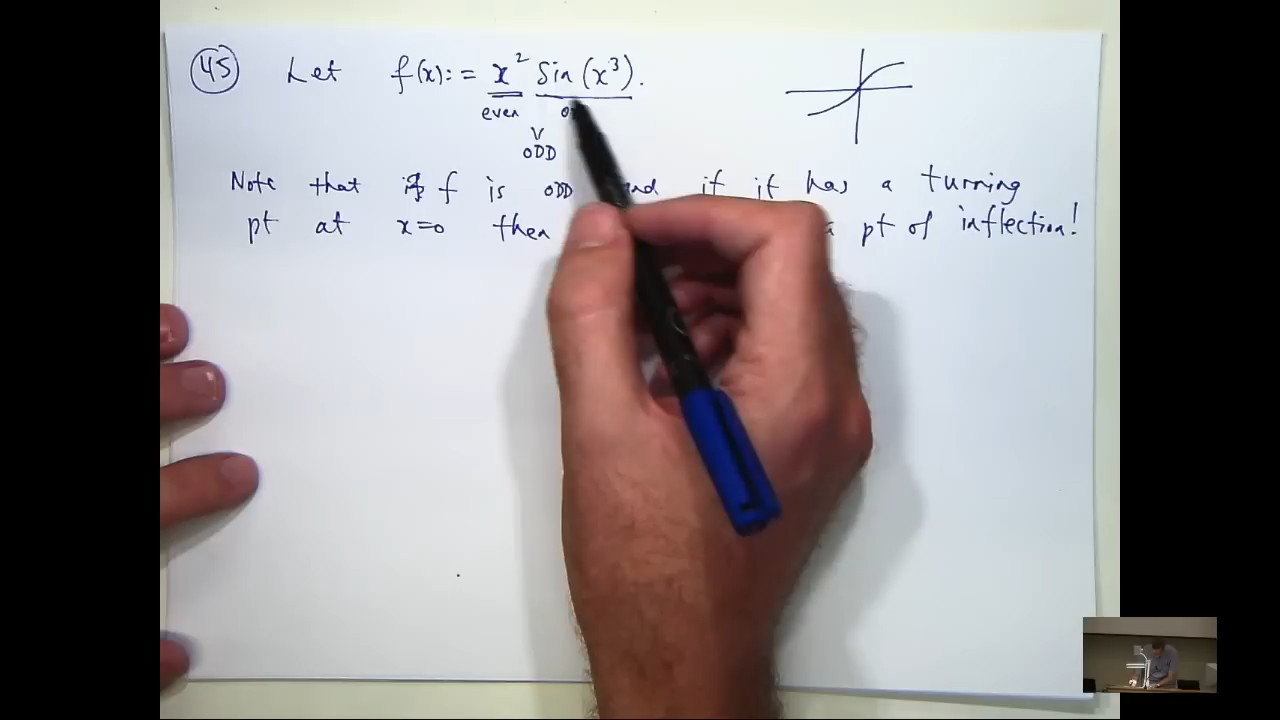 45 Let f(x) := x² Sin (x³).
even
ODD
Note that if f is ODD if it has a turning
pt at x=0 then pt of inflection!